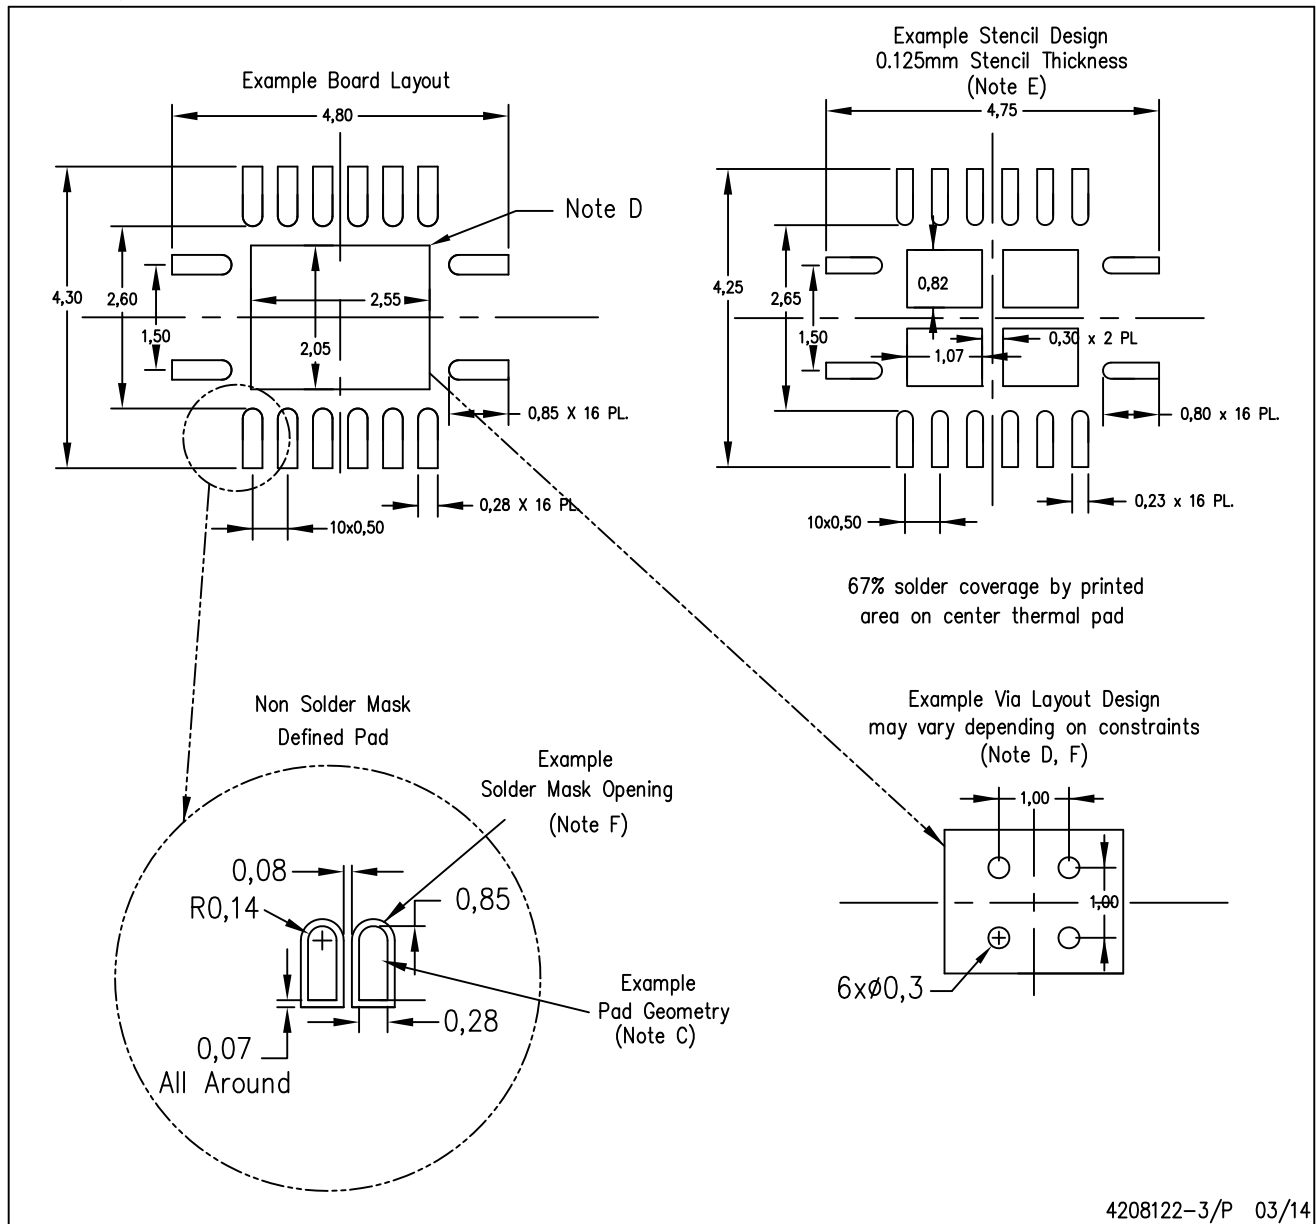 Example Board Layout
4,80
4,30
2,60
1,50
2,55
2,05
Note D
0,85 X 16 PL.
0,28 X 16 PL
10x0,50
Example Stencil Design
0.125mm Stencil Thickness
(Note E)
4,75
4,25
2,65
1,50
0,82
1,07
0,30 x 2 PL
0,80 x 16 PL.
0,23 x 16 PL.
10x0,50
67% solder coverage by printed
area on center thermal pad
Non Solder Mask
Defined Pad
Example
Solder Mask Opening
(Note F)
0,08
R0,14
0,85
0,28
0,07
All Around
Example
Pad Geometry
(Note C)
Example Via Layout Design
may vary depending on constraints
(Note D, F)
1,00
1,00
6xø0,3
4208122-3/P 03/14